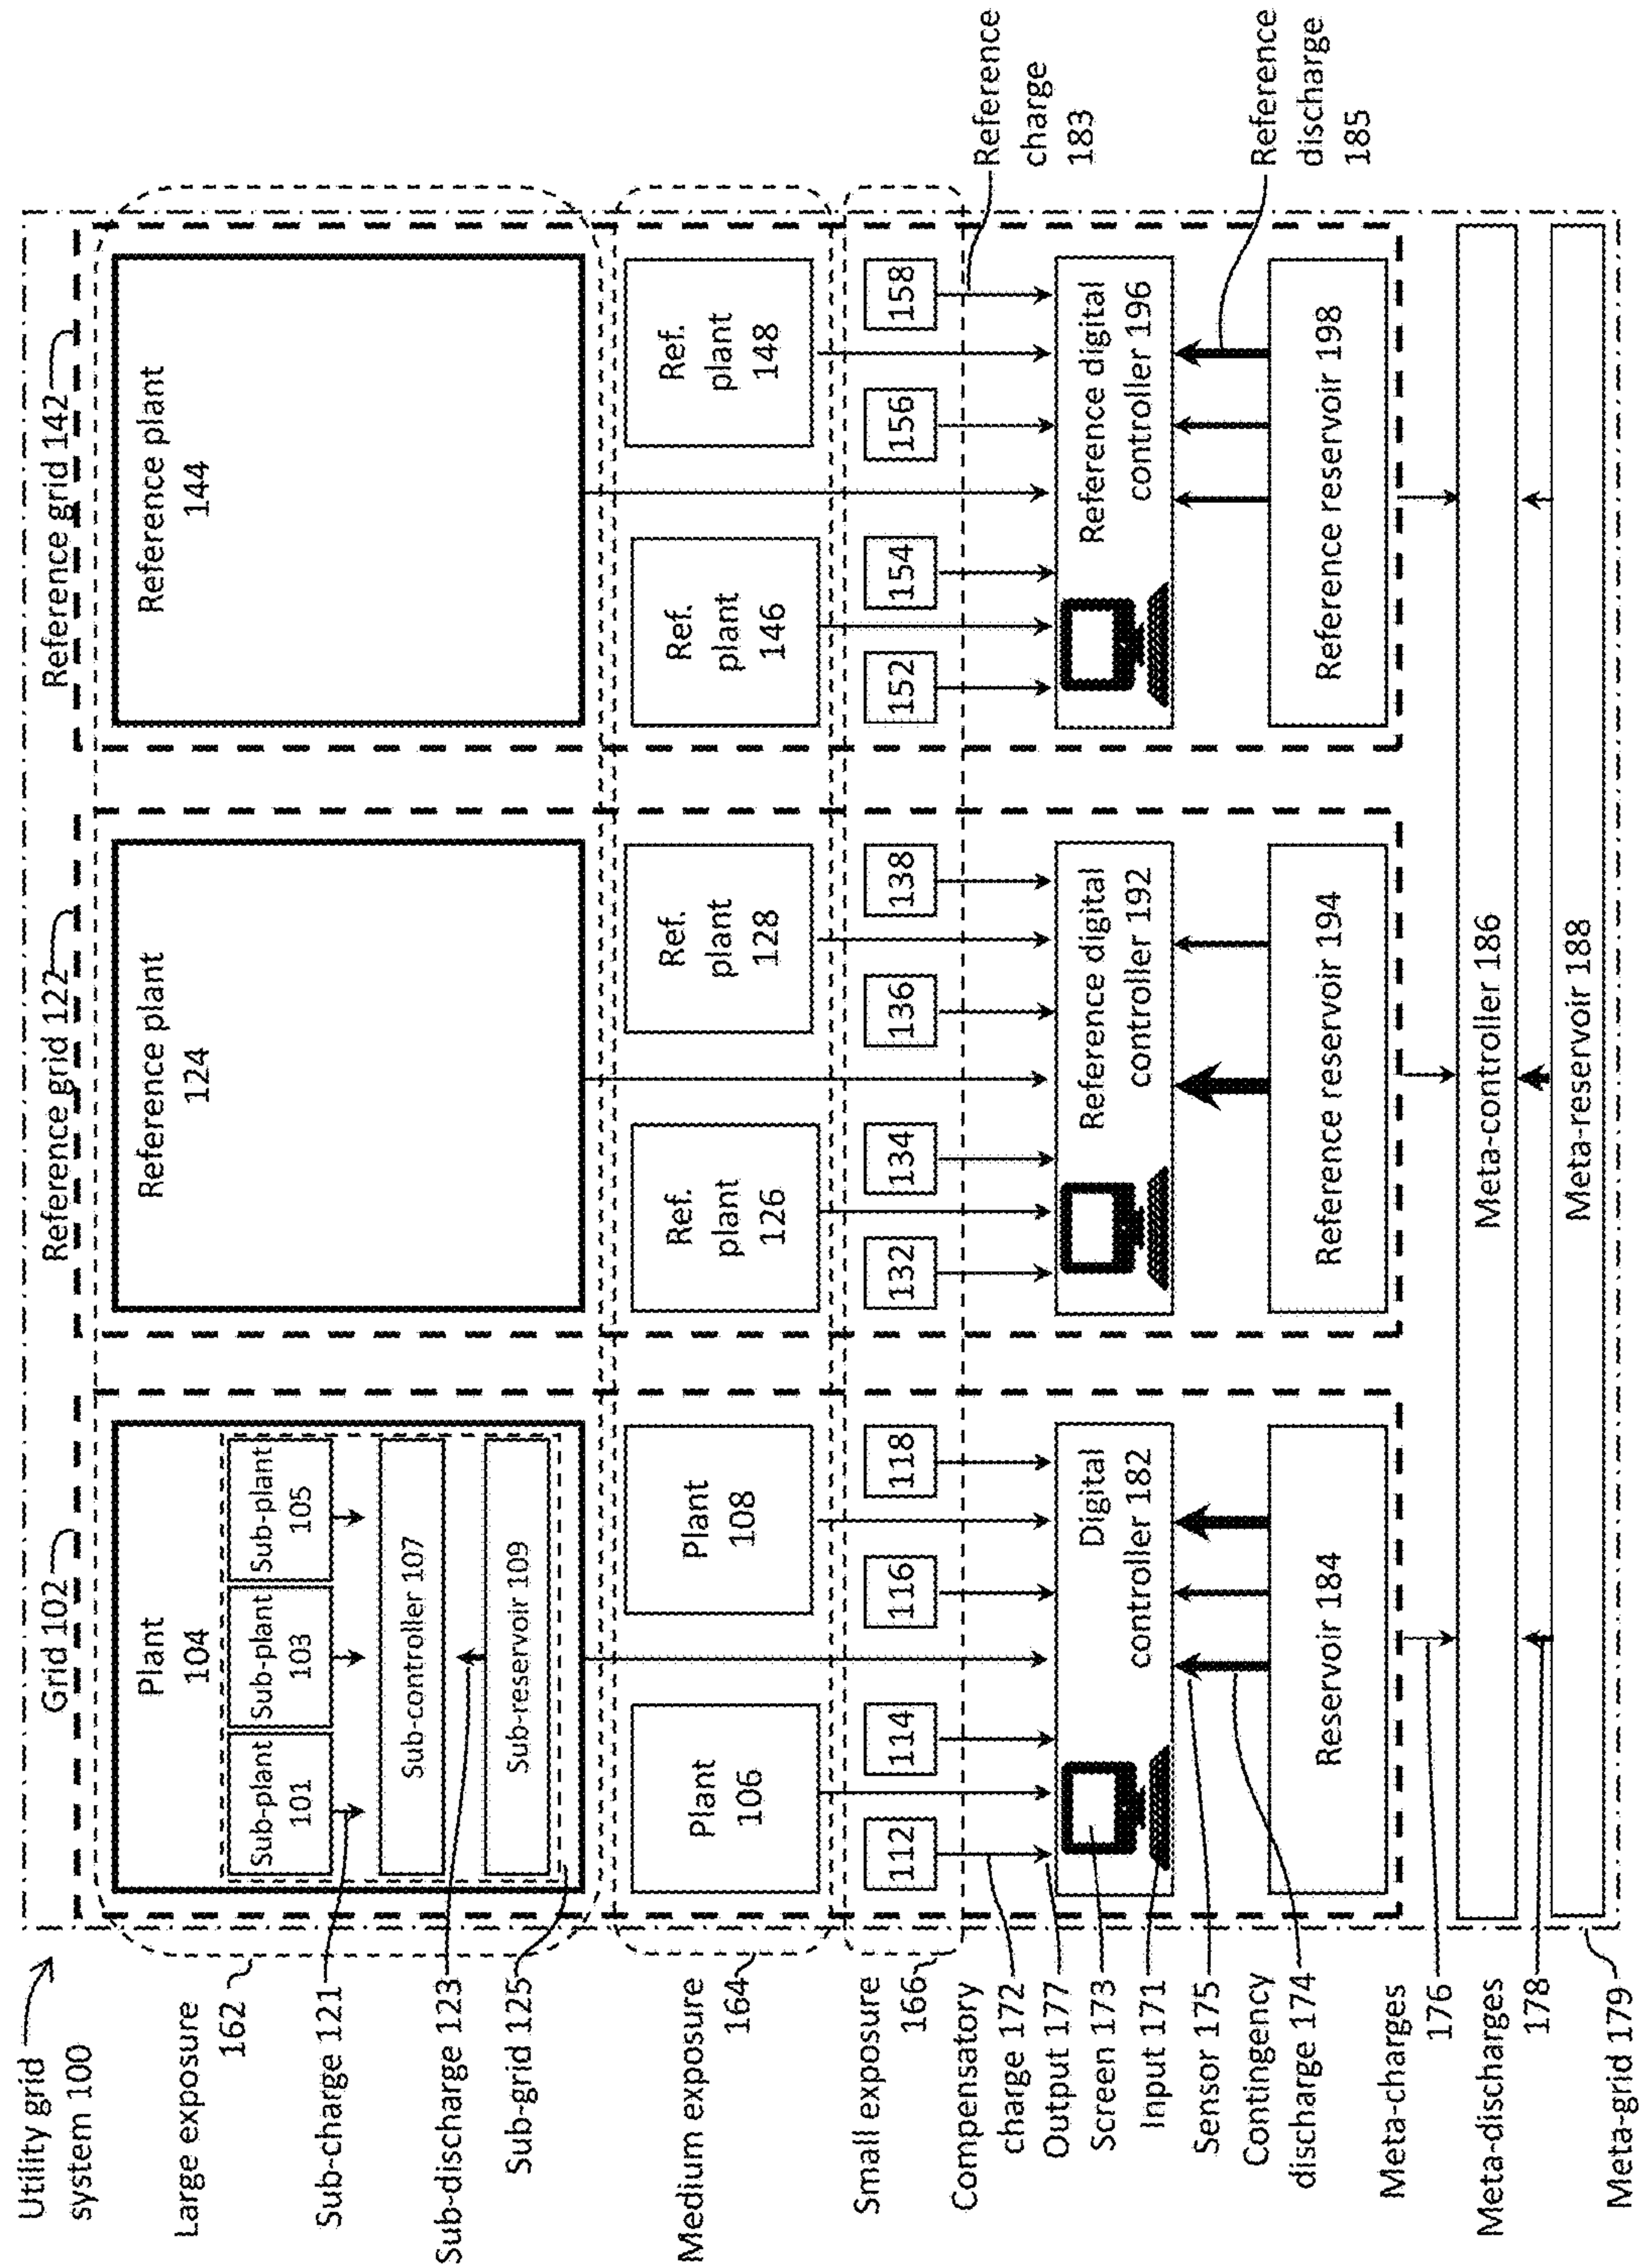 Utility grid
system 100
Grid 102
Reference grid 122
Reference grid 142
Large exposure
162
Sub-charge 121
Sub-discharge 123
Sub-grid 125
Plant
104
Sub-plant
101
Sub-plant
103
Sub-plant
105
Sub-controller 107
Sub-reservoir 109
Reference plant
124
Reference plant
144
Medium exposure
164
Plant
106
Plant
108
Ref.
plant
126
Ref.
plant
128
Ref.
plant
146
Ref.
plant
148
Small exposure
166
112
114
116
118
132
134
136
138
152
154
156
158
Compensatory
charge 172
Output 177
Screen 173
Input 171
Sensor 175
Contingency
discharge 174
Digital
controller 182
Reference digital
controller 192
Reference digital
controller 196
Reference
charge
183
Reference
discharge
185
Reservoir 184
Reference reservoir 194
Reference reservoir 198
Meta-charges
176
Meta-controller 186
Meta-discharges
178
Meta-reservoir 188
Meta-grid 179